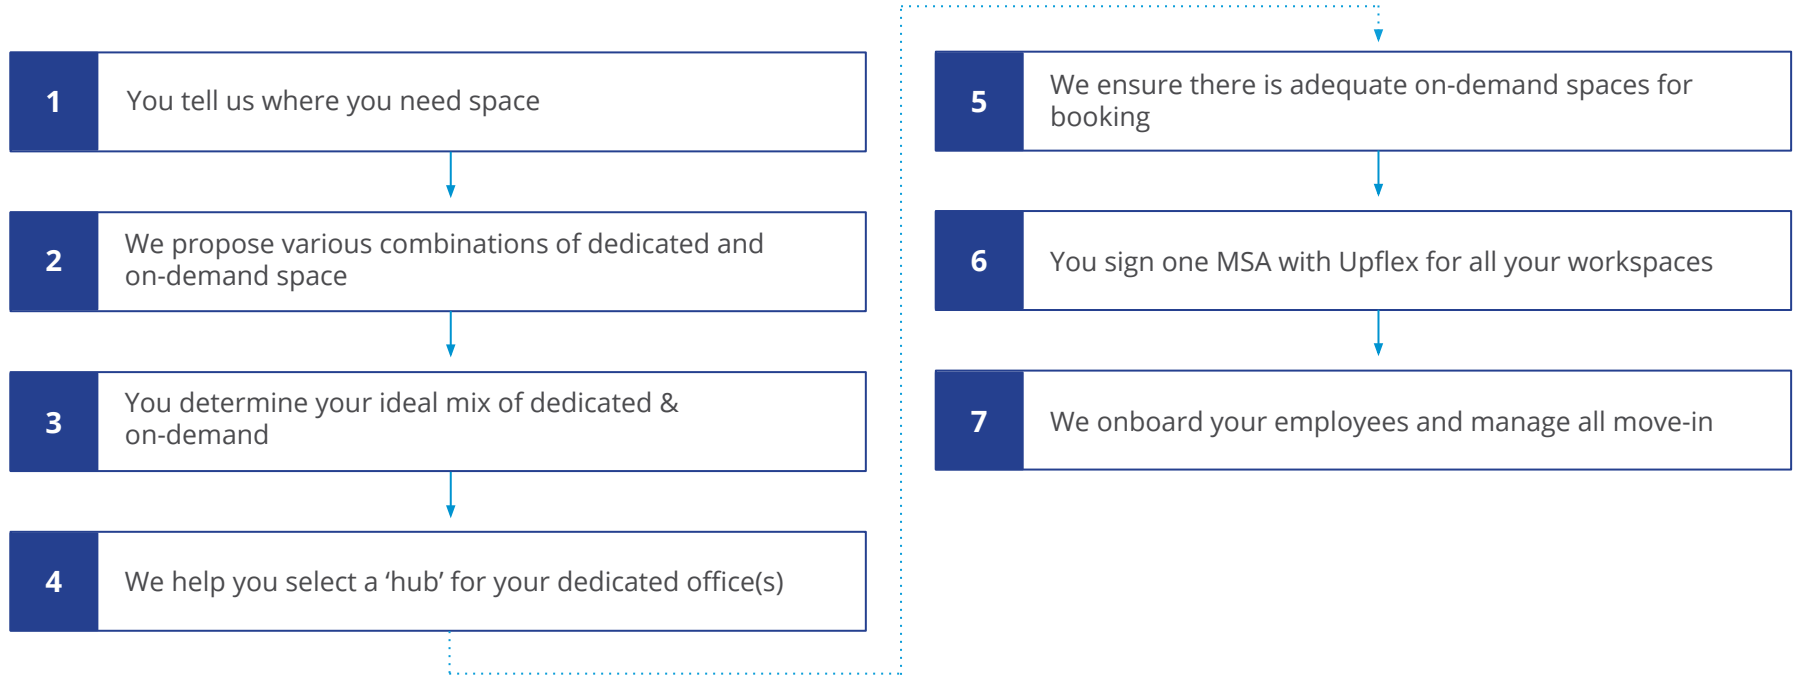 1
You tell us where you need space
2
We propose various combinations of dedicated and
on-demand space
3
You determine your ideal mix of dedicated &
on-demand
4
We help you select a ‘hub’ for your dedicated office(s)
5
We ensure there is adequate on-demand spaces for
booking
6
You sign one MSA with Upflex for all your workspaces
7
We onboard your employees and manage all move-in